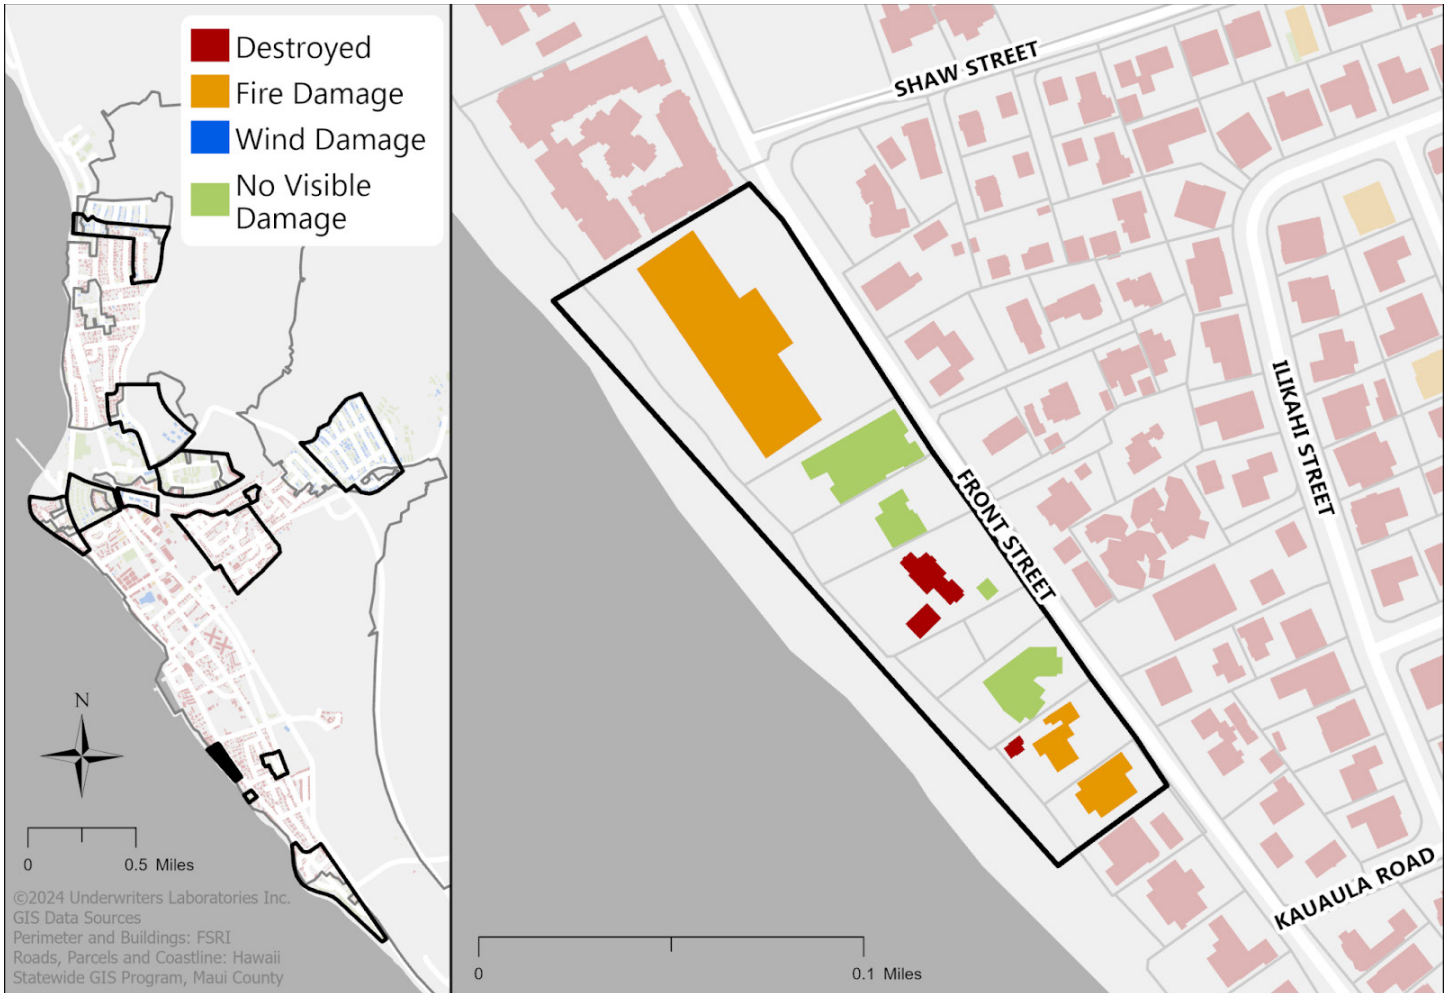 Destroyed
Fire Damage
Wind Damage
No Visible
Damage
N
0
0.5 Miles
©2024 Underwriters Laboratories Inc.
GIS Data Sources
Perimeter and Buildings: FSRI
Roads, Parcels and Coastline: Hawaii
Statewide GIS Program, Maui County
SHAW STREET
FRONT STREET
ILIKAHI STREET
KAUAULA ROAD
0
0.1 Miles